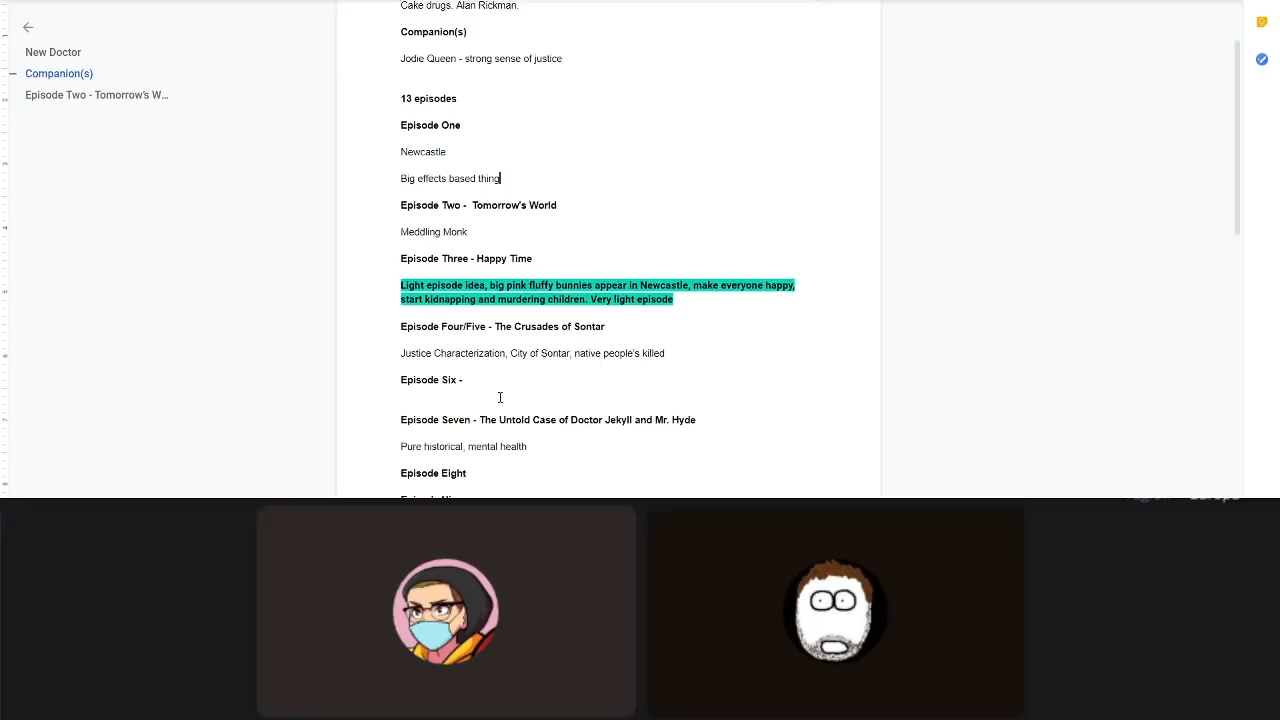 Cake drugs. Alan Rickman.
New Doctor
Companion(s)
Episode Two - Tomorrow's W...
Companion(s)
Jodie Queen - strong sense of justice
13 episodes
Episode One
Newcastle
Big effects based thing
Episode Two -  Tomorrow's World
Meddling Monk
Episode Three - Happy Time
Light episode idea, big pink fluffy bunnies appear in Newcastle, make everyone happy,
start kidnapping and murdering children. Very light episode
Episode Four/Five - The Crusades of Sontar
Justice Characterization, City of Sontar, native people's killed
Episode Six -
Episode Seven - The Untold Case of Doctor Jekyll and Mr. Hyde
Pure historical, mental health
Episode Eight